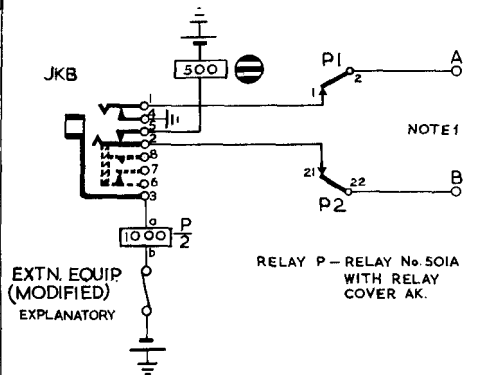 P1
A
500
JKB
2
1
1
4
5
2
NOTE 1
8
7
6
3
21
22
B
P2
a
P
1000
2
b
RELAY P – RELAY No. 501A
WITH RELAY
COVER AK.
EXTN. EQUIP.
(MODIFIED)
EXPLANATORY